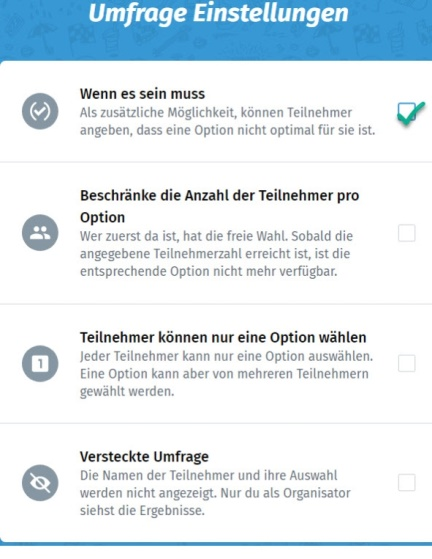 Umfrage Einstellungen
Wenn es sein muss
Als zusätzliche Möglichkeit, können Teilnehmer
angeben, dass eine Option nicht optimal für sie ist.
Beschränke die Anzahl der Teilnehmer pro
Option
Wer zuerst da ist, hat die freie Wahl. Sobald die
angegebene Teilnehmerzahl erreicht ist, ist die
entsprechende Option nicht mehr verfügbar.
1
Teilnehmer können nur eine Option wählen
Jeder Teilnehmer kann nur eine Option auswählen.
Eine Option kann aber von mehreren Teilnehmern
gewählt werden.
Versteckte Umfrage
Die Namen der Teilnehmer und ihre Auswahl
werden nicht angezeigt. Nur du als Organisator
siehst die Ergebnisse.